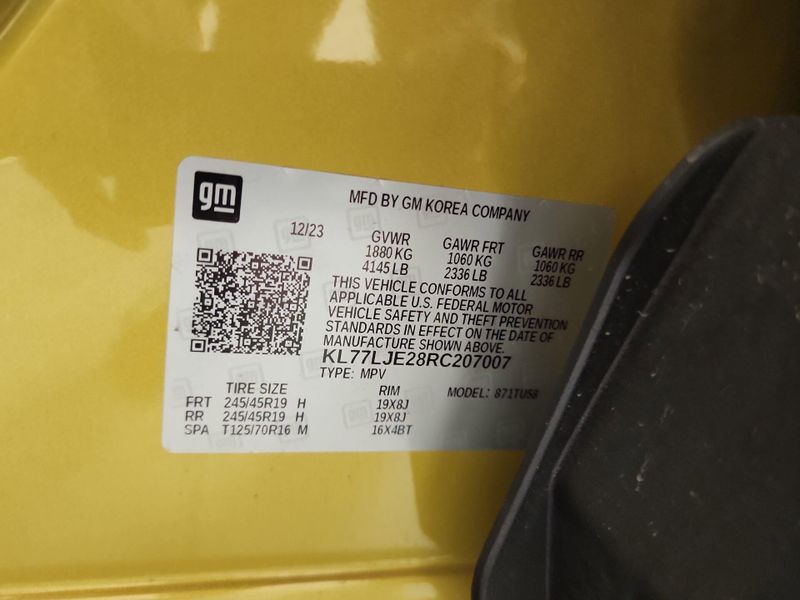 gm
MFD BY GM KOREA COMPANY
12/23
GVWR GAWR FRT GAWR RR
1880 KG 1060 KG 1060 KG
4145 LB 2336 LB 2336 LB
THIS VEHICLE CONFORMS TO ALL
APPLICABLE U.S. FEDERAL MOTOR
VEHICLE SAFETY AND THEFT PREVENTION
STANDARDS IN EFFECT ON THE DATE OF
MANUFACTURE SHOWN ABOVE.
KL77LJE28RC207007
TYPE: MPV
TIRE SIZE RIM MODEL: 871TUS8
FRT 245/45R19 H 19X8J
RR 245/45R19 H 19X8J
SPA T125/70R16 M 16X4BT